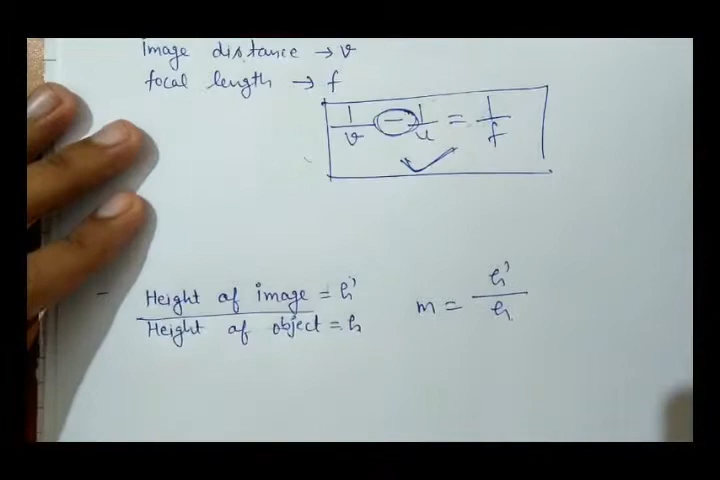 Image distance → v
focal length → f
1/v - 1/u = 1/f
Height of image = h'
Height of object = h
m = h'/h